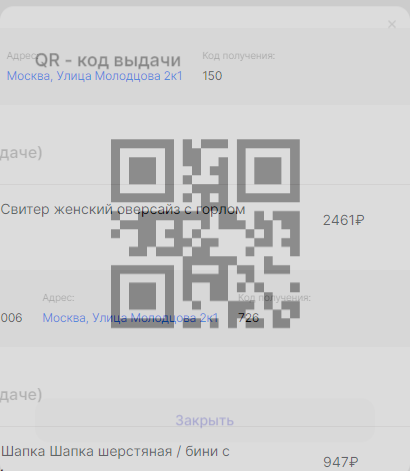 ×
Адрес:
Код получения:
QR - код выдачи
Москва, Улица Молодцова 2к1
150
даче)
Свитер женский оверсайз с горлом
2461₽
Адрес:
Код получения:
006
Москва, Улица Молодцова 2к1
726
даче)
Закрыть
Шапка Шапка шерстяная / бини с
947₽